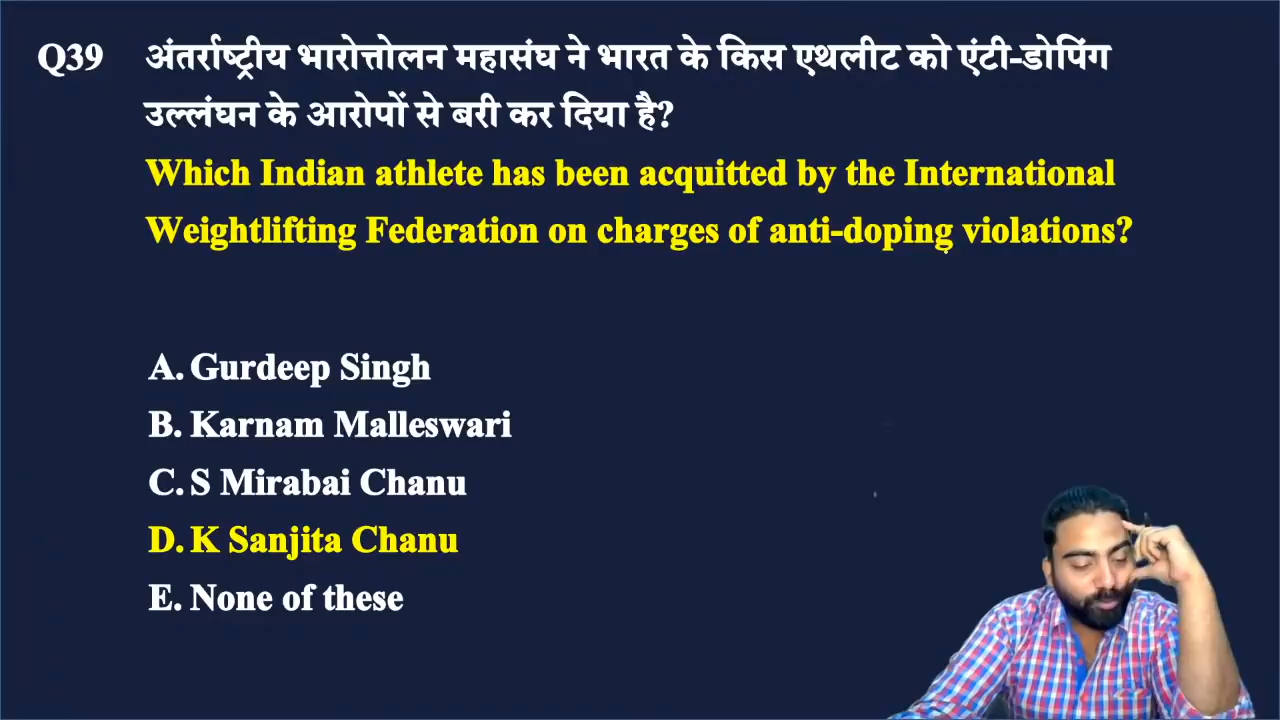 Q39 अंतर्राष्ट्रीय भारोत्तोलन महासंघ ने भारत के किस एथलीट को एंटी-डोपिंग
उल्लंघन के आरोपों से बरी कर दिया है?
Which Indian athlete has been acquitted by the International
Weightlifting Federation on charges of anti-doping violations?
A. Gurdeep Singh
B. Karnam Malleswari
C. S Mirabai Chanu
D. K Sanjita Chanu
E. None of these